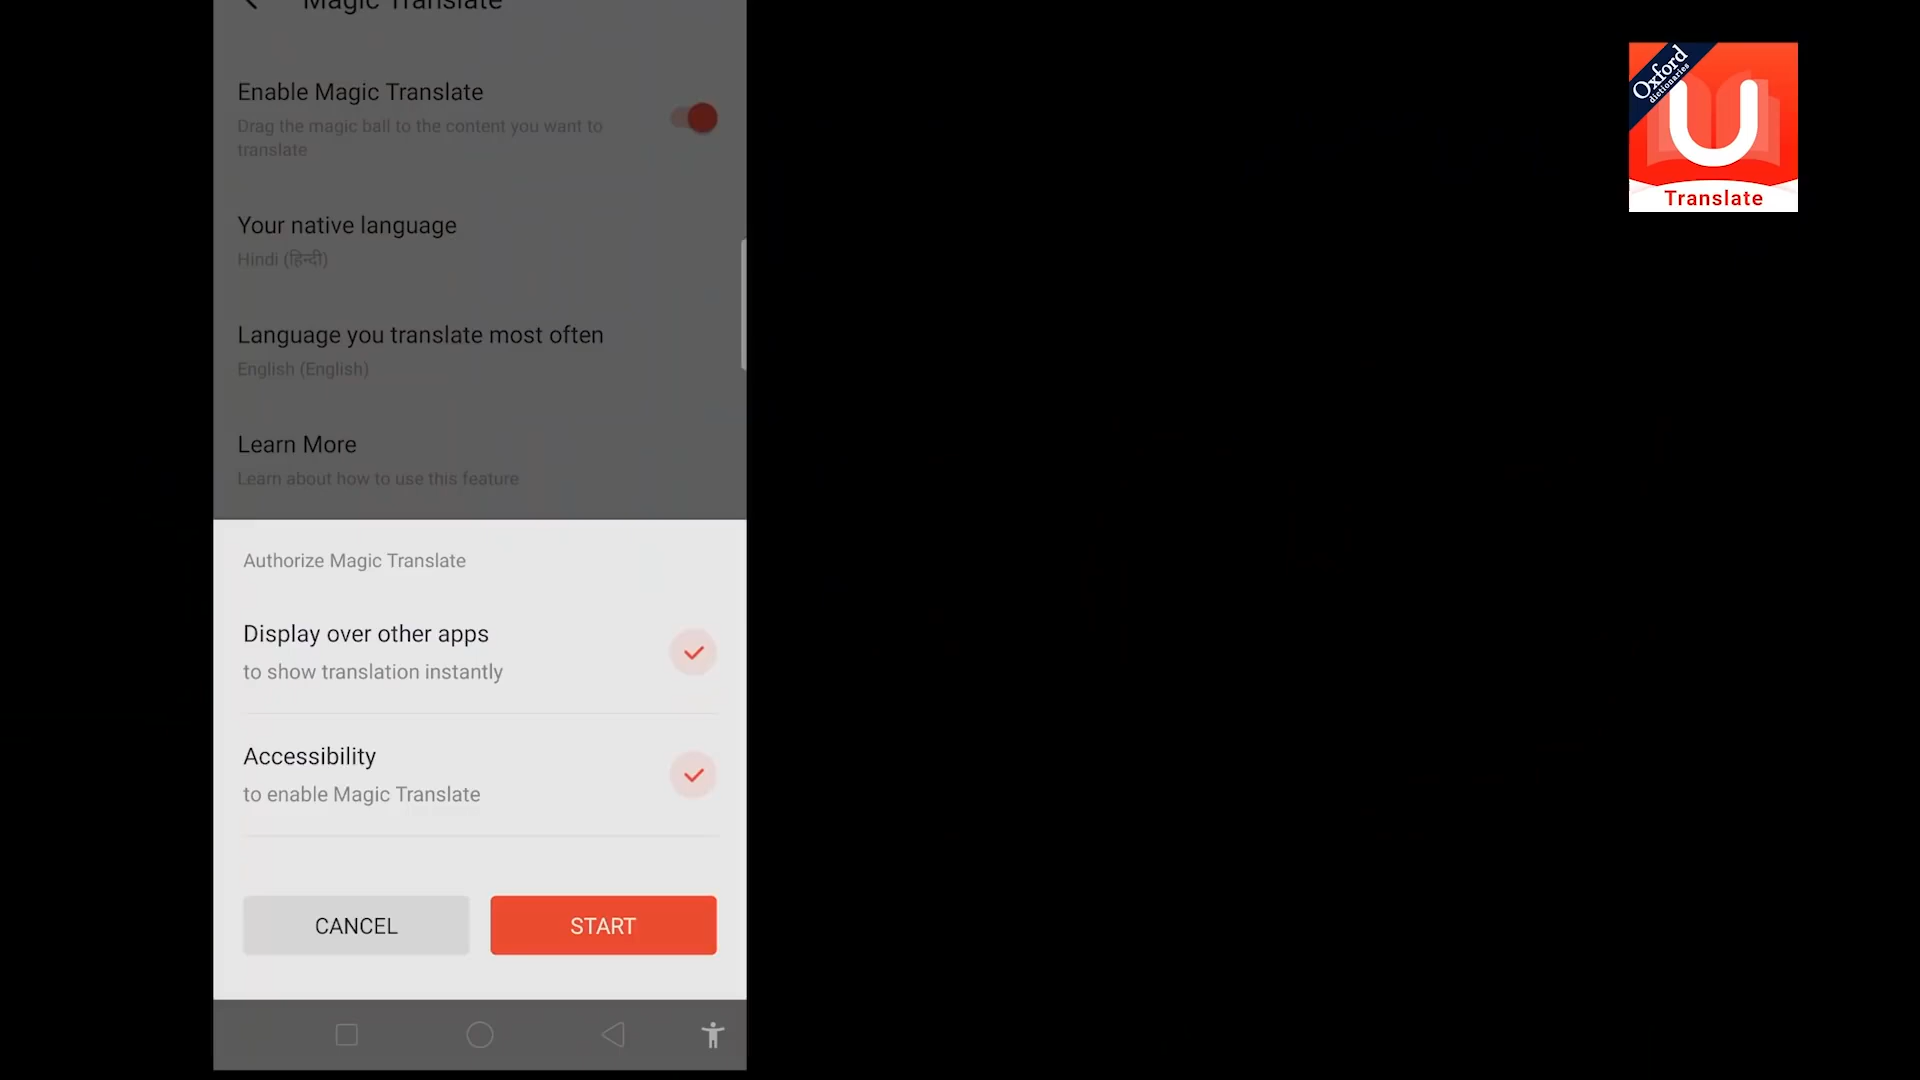 Magic Translate
Enable Magic Translate
Drag the magic ball to the content you want to
translate
Your native language
Hindi (हिन्दी)
Language you translate most often
English (English)
Learn More
Learn about how to use this feature
Authorize Magic Translate
Display over other apps
to show translation instantly
Accessibility
to enable Magic Translate
CANCEL
START
Oxford
dictionaries
U
Translate